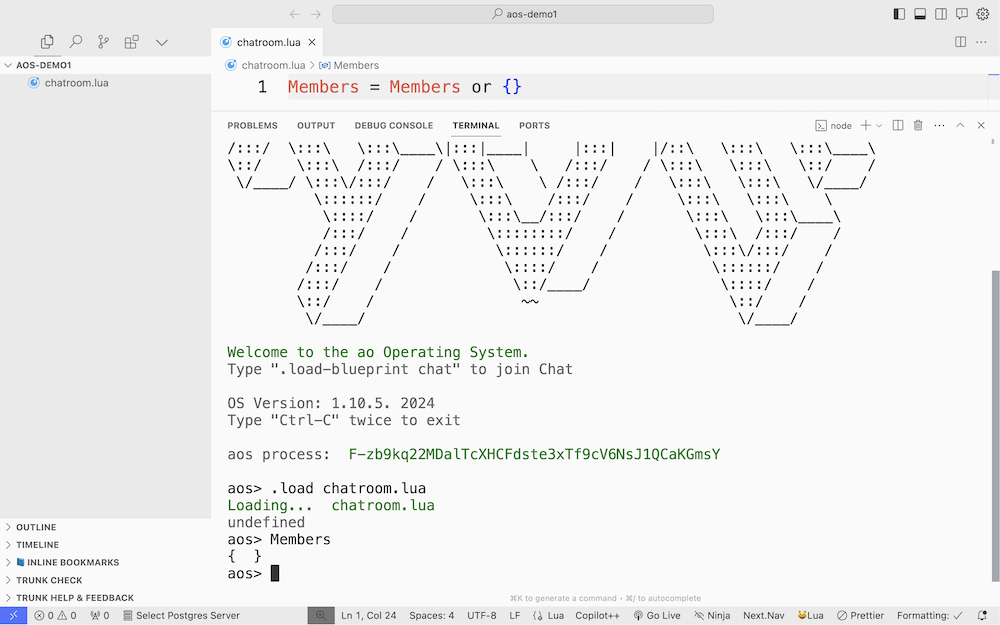 aos-demo1
chatroom.lua
AOS-DEMO1
chatroom.lua
chatroom.lua > Members
1 Members = Members or {}
PROBLEMS OUTPUT DEBUG CONSOLE TERMINAL PORTS
node
Welcome to the ao Operating System.
Type ".load-blueprint chat" to join Chat
OS Version: 1.10.5. 2024
Type "Ctrl-C" twice to exit
aos process: F-zb9kq22MDalTcXHCFdste3xTf9cV6NsJ1QCaKGmsY
aos> .load chatroom.lua
Loading... chatroom.lua
undefined
aos> Members
{ }
aos>
⌘K to generate a command · ⌘/ to autocomplete
OUTLINE
TIMELINE
INLINE BOOKMARKS
TRUNK CHECK
TRUNK HELP & FEEDBACK
0 0 0 Select Postgres Server Ln 1, Col 24 Spaces: 4 UTF-8 LF Lua Copilot++ Go Live Ninja Next.Nav Lua Prettier Formatting: ✓